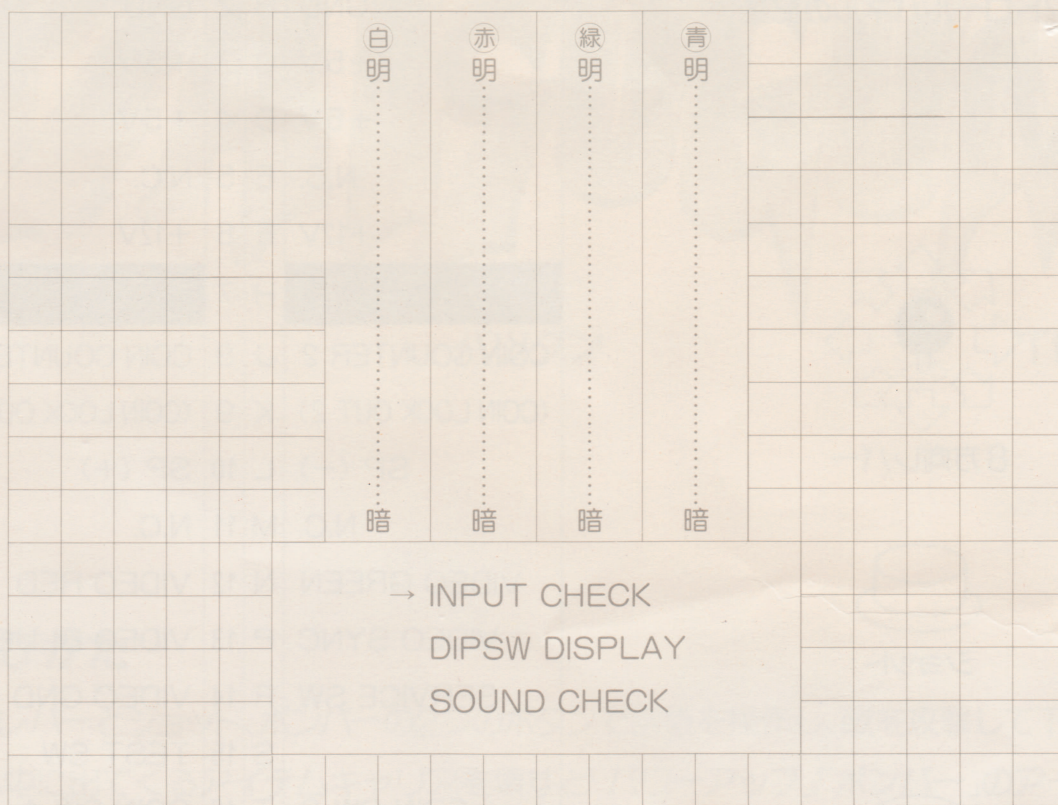 白 赤 緑 青
明 明 明 明
暗 暗 暗 暗
→ INPUT CHECK
DIPSW DISPLAY
SOUND CHECK